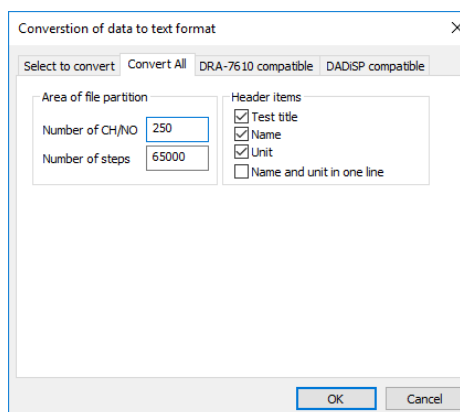 Converstion of data to text format
Select to convert Convert All DRA-7610 compatible DADiSP compatible
Area of file partition
Number of CH/NO 250
Number of steps 65000
Header items
Test title
Name
Unit
Name and unit in one line
OK Cancel